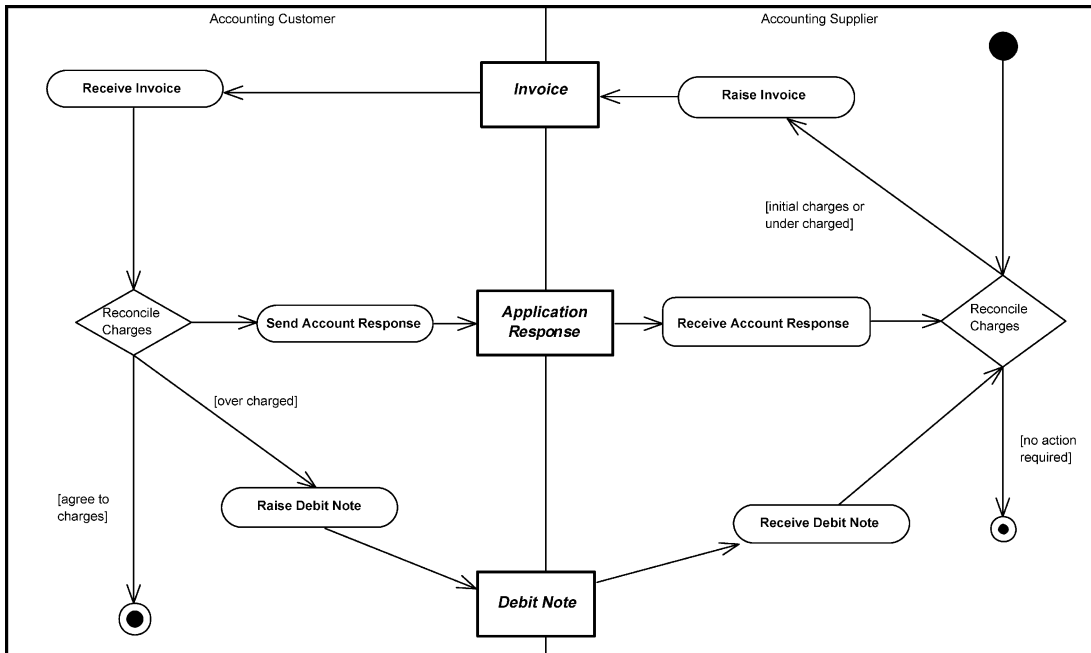 Accounting Customer
Accounting Supplier
Receive Invoice
Invoice
Raise Invoice
[initial charges or
under charged]
Reconcile
Charges
Send Account Response
Application
Response
Receive Account Response
Reconcile
Charges
[over charged]
[no action
required]
[agree to
charges]
Raise Debit Note
Receive Debit Note
Debit Note